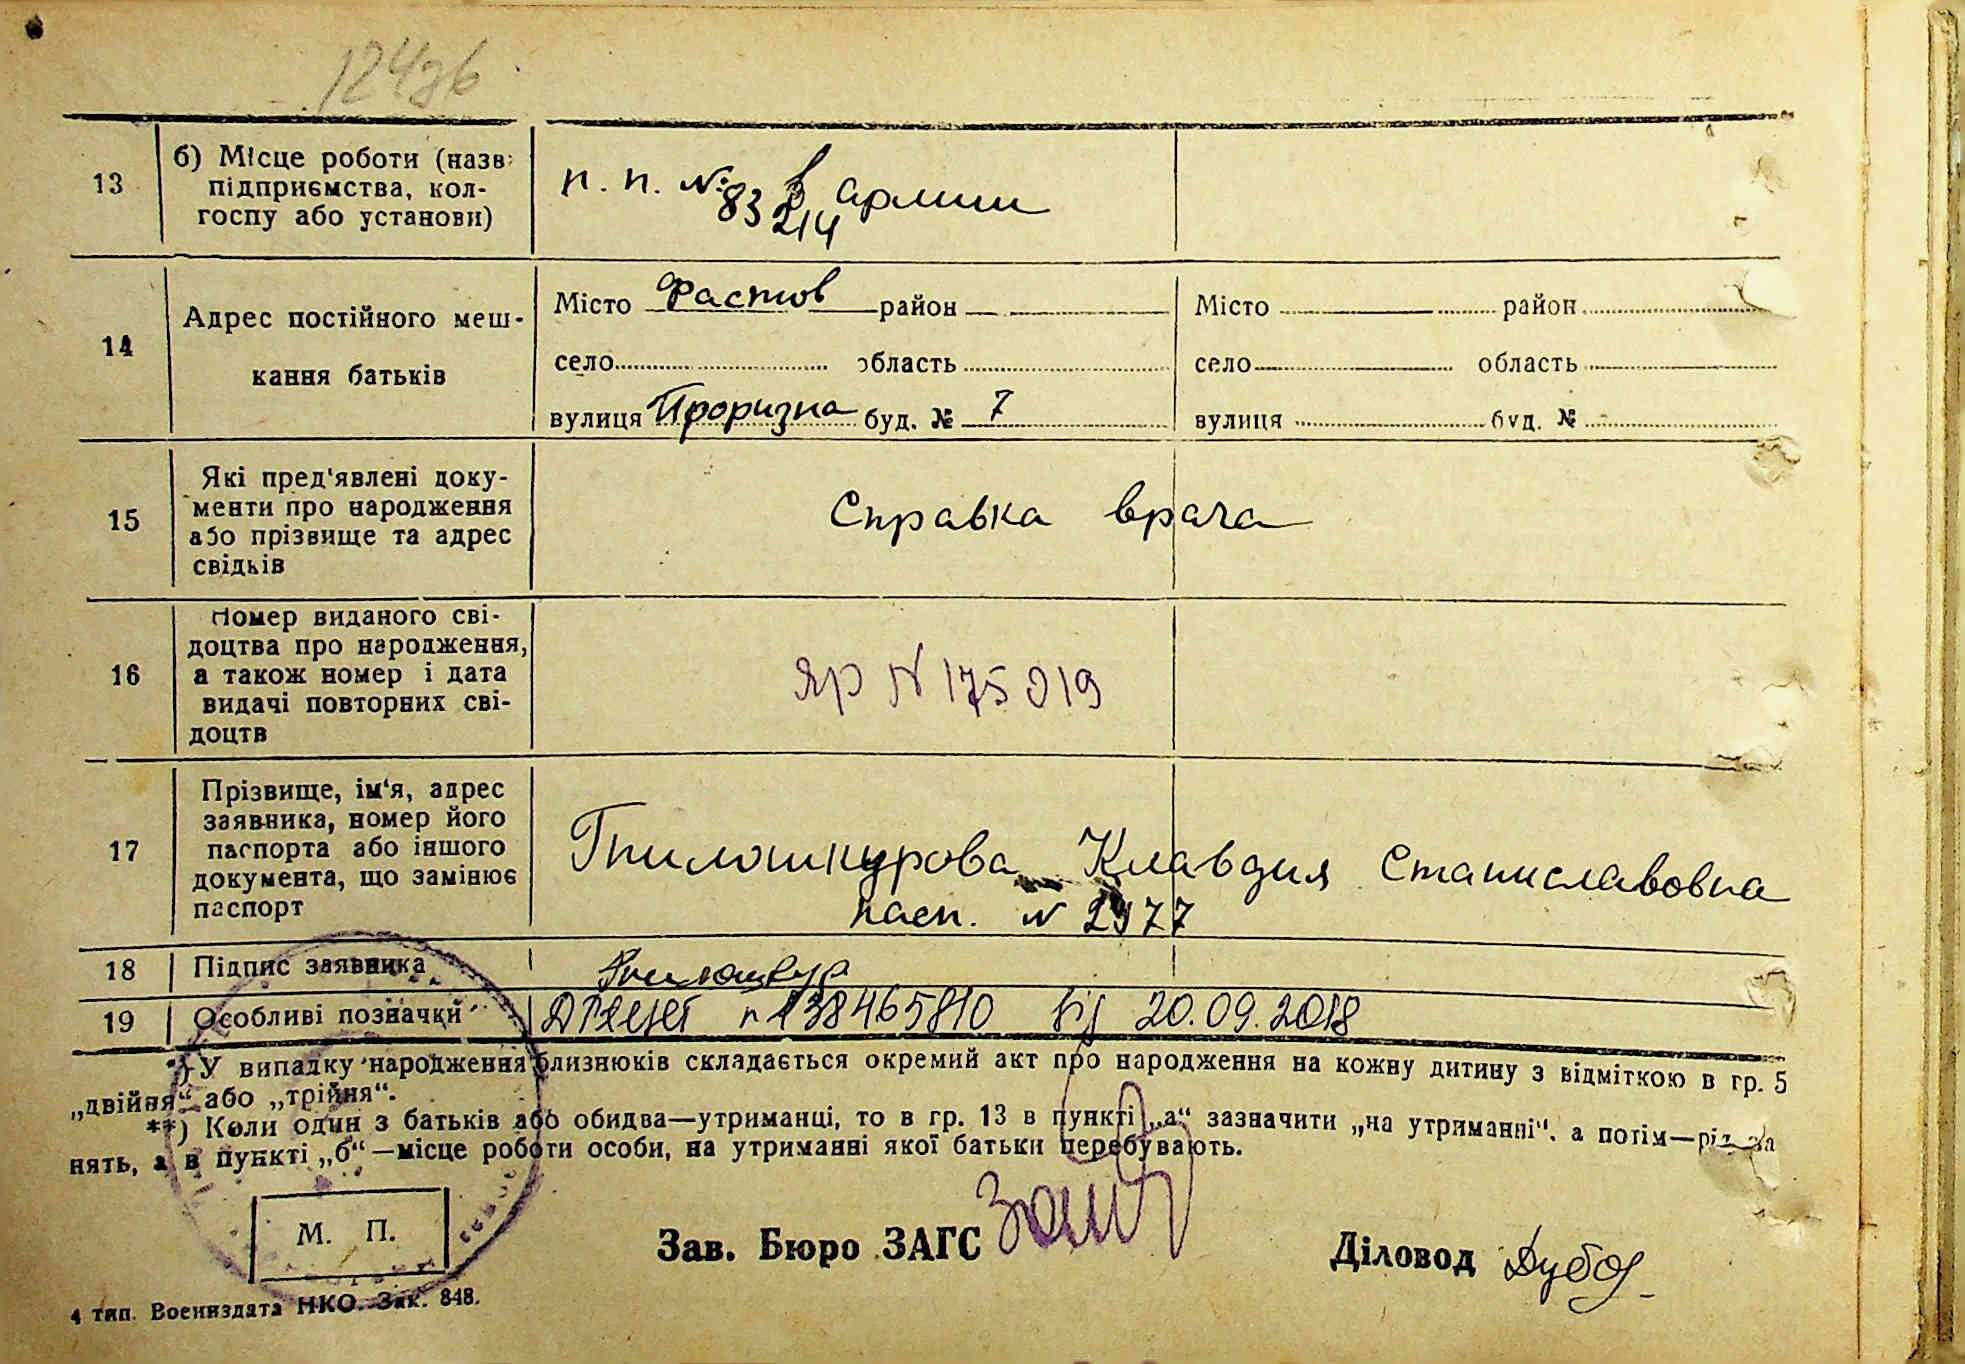 13
б) Місце роботи (назв
підприємства, кол-
госпу або установи)
п. п. № 83214 в армии
14
Адрес постійного меш-
кання батьків
Місто Фастов район
село область
вулиця Прорізна буд. № 7
Місто район
село область
вулиця буд. №
15
Які пред'явлені доку-
менти про народження
або прізвище та адрес
свідків
Справка врача
16
Номер виданого сві-
доцтва про народження,
а також номер і дата
видачі повторних сві-
доцтв
ЯР N 175019
17
Прізвище, ім'я, адрес
заявника, номер його
паспорта або іншого
документа, що замінює
паспорт
Гнилошкурова Клавдия Станиславовна
пасп. N 2977
18 Підпис заявника
19 Особливі позначки
n 138465810 від 20.09.2018
*) У випадку народження близнюків складається окремий акт про народження на кожну дитину з відміткою в гр. 5
„двійня“ або „трійня“.
**) Коли один з батьків або обидва—утриманці, то в гр. 13 в пункті „а“ зазначити „на утриманні“, а потім—рід за
нять, а в пункті „б“—місце роботи особи, на утриманні якої батьки перебувають.
М. П.
Зав. Бюро ЗАГС
Діловод
4 тип. Воениздата НКО. Зак. 848.